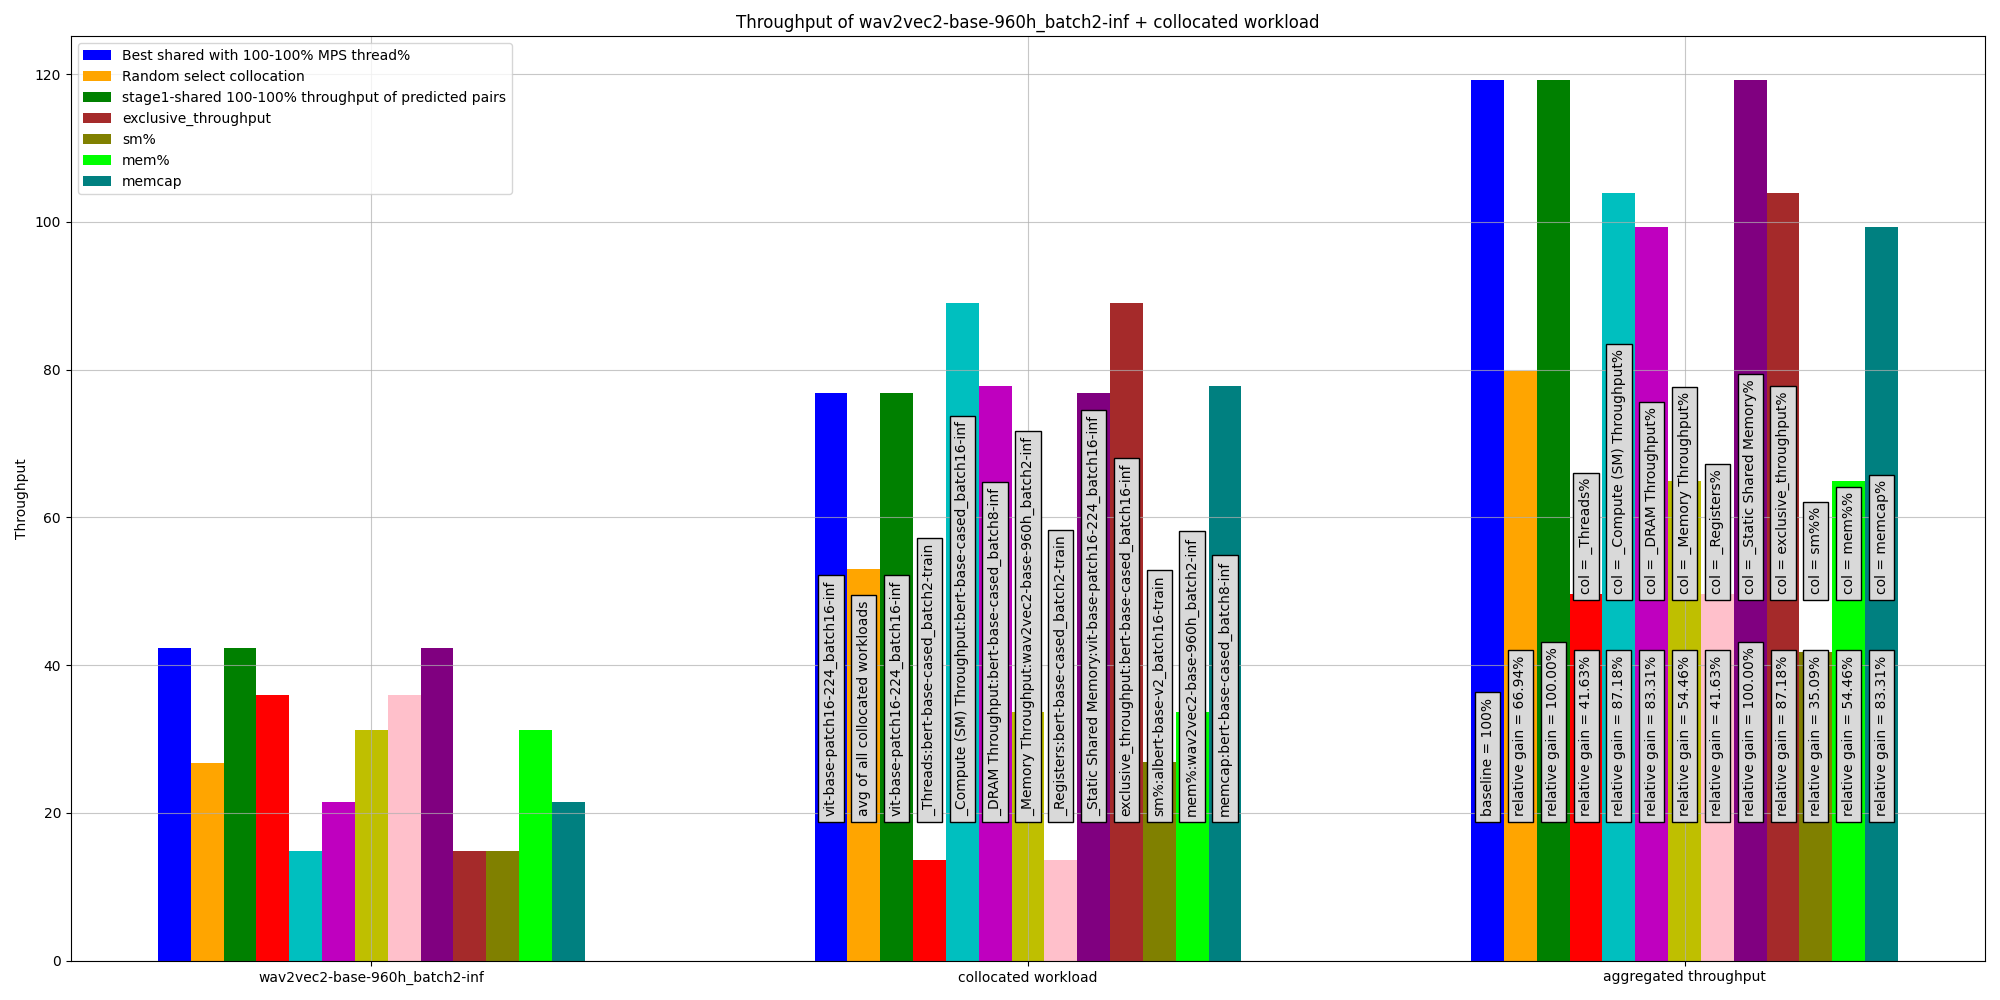 Throughput of wav2vec2-base-960h_batch2-inf + collocated workload
Best shared with 100-100% MPS thread%
Random select collocation
stage1-shared 100-100% throughput of predicted pairs
exclusive_throughput
sm%
mem%
memcap
Throughput
120
100
80
60
40
20
0
vit-base-patch16-224_batch16-inf
avg of all collocated workloads
vit-base-patch16-224_batch16-inf
_Threads:bert-base-cased_batch2-train
_Compute (SM) Throughput:bert-base-cased_batch16-inf
_DRAM Throughput:bert-base-cased_batch8-inf
_Memory Throughput:wav2vec2-base-960h_batch2-inf
_Registers:bert-base-cased_batch2-train
_Static Shared Memory:vit-base-patch16-224_batch16-inf
exclusive_throughput:bert-base-cased_batch16-inf
sm%:albert-base-v2_batch16-train
mem%:wav2vec2-base-960h_batch2-inf
memcap:bert-base-cased_batch8-inf
col = _Threads%
col = _Compute (SM) Throughput%
col = _DRAM Throughput%
col = _Memory Throughput%
col = _Registers%
col = _Static Shared Memory%
col = exclusive_throughput%
col = sm%%
col = mem%%
col = memcap%
baseline = 100%
relative gain = 66.94%
relative gain = 100.00%
relative gain = 41.63%
relative gain = 87.18%
relative gain = 83.31%
relative gain = 54.46%
relative gain = 41.63%
relative gain = 100.00%
relative gain = 87.18%
relative gain = 35.09%
relative gain = 54.46%
relative gain = 83.31%
wav2vec2-base-960h_batch2-inf
collocated workload
aggregated throughput